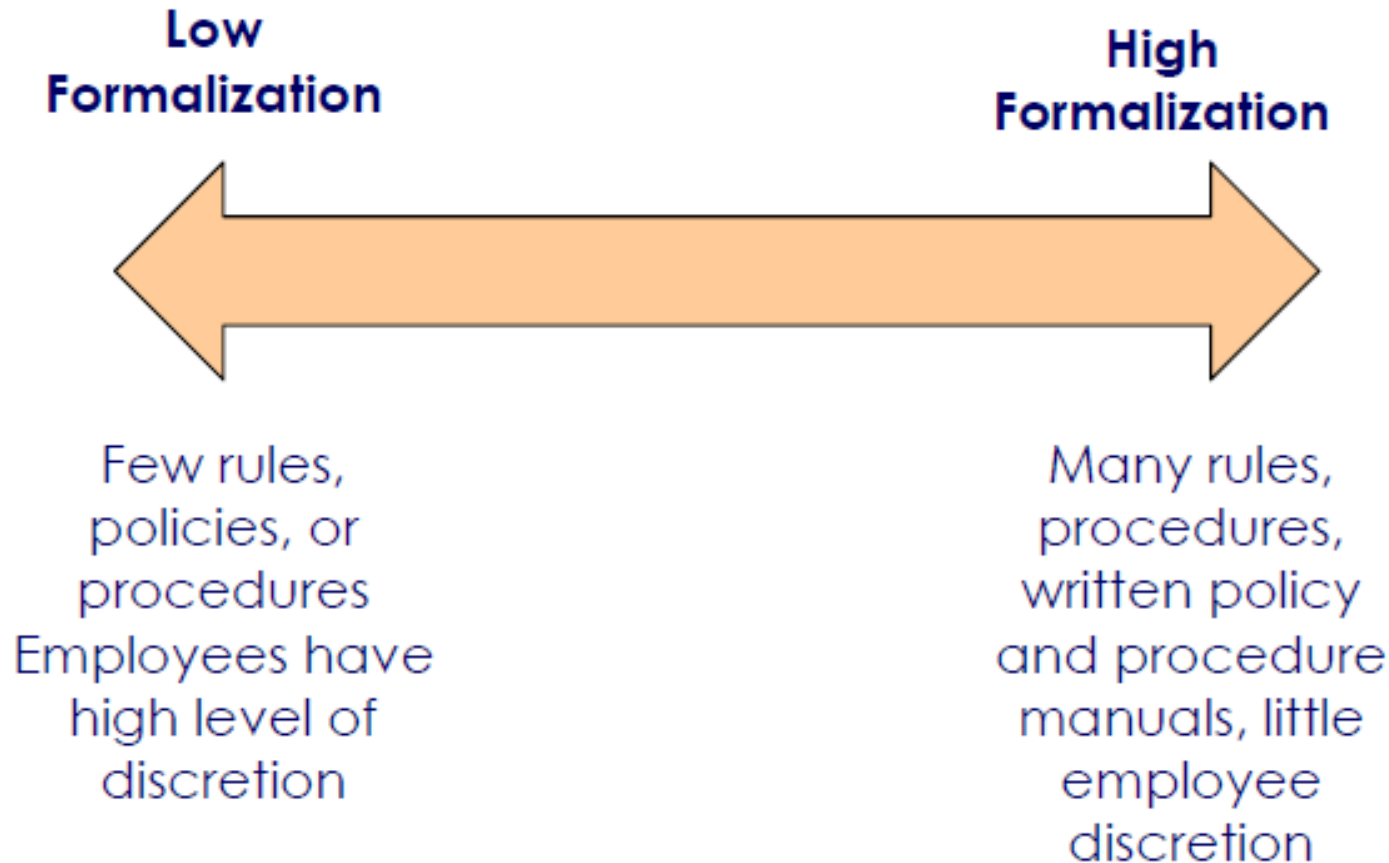 Low
Formalization
High
Formalization
Few rules,
policies, or
procedures
Employees have
high level of
discretion
Many rules,
procedures,
written policy
and procedure
manuals, little
employee
discretion